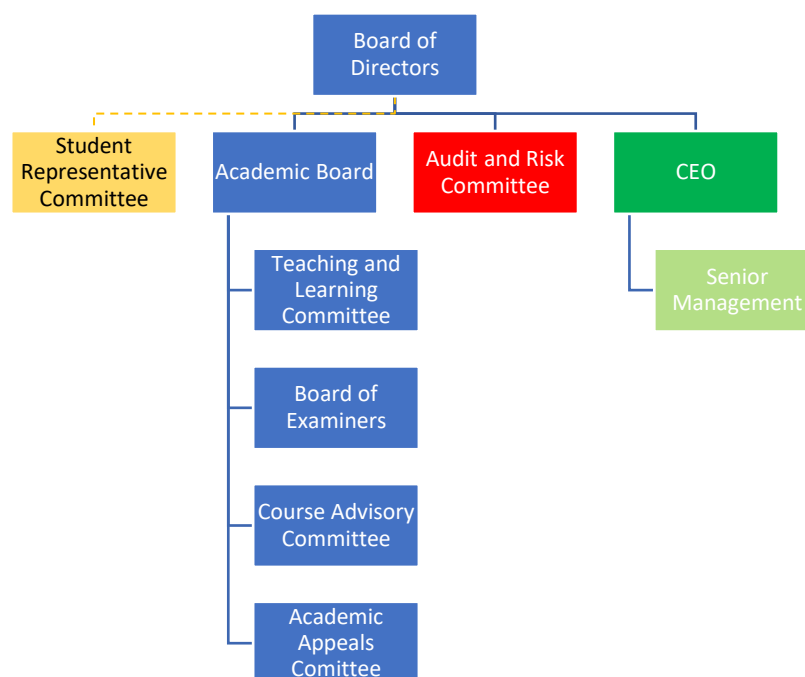 Board of
Directors
Student
Representative
Committee
Academic Board
Audit and Risk
Committee
CEO
Teaching and
Learning
Committee
Senior
Management
Board of
Examiners
Course Advisory
Committee
Academic
Appeals
Comittee